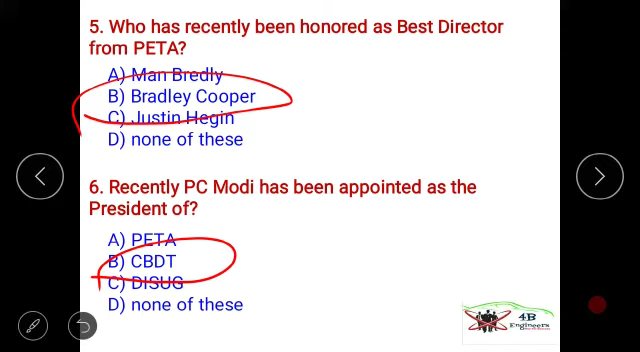 5. Who has recently been honored as Best Director
from PETA?
A) Man Bredly
B) Bradley Cooper
C) Justin Hegin
D) none of these
6. Recently PC Modi has been appointed as the
President of?
A) PETA
B) CBDT
C) DISUG
D) none of these
4B
Engineers